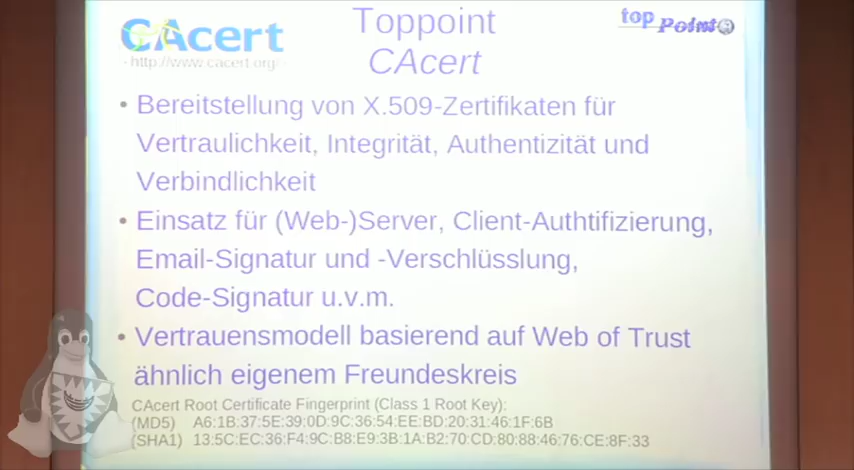 CAcert
- http://www.cacert.org
Toppoint
CAcert
top Point
• Bereitstellung von X.509-Zertifikaten für
Vertraulichkeit, Integrität, Authentizität und
Verbindlichkeit
• Einsatz für (Web-)Server, Client-Authtifizierung,
Email-Signatur und -Verschlüsslung,
Code-Signatur u.v.m.
• Vertrauensmodell basierend auf Web of Trust
ähnlich eigenem Freundeskreis
CAcert Root Certificate Fingerprint (Class 1 Root Key):
(MD5) A6:1B:37:5E:39:0D:9C:36:54:EE:BD:20:31:46:1F:6B
(SHA1) 13:5C:EC:36:F4:9C:B8:E9:3B:1A:B2:70:CD:80:88:46:76:CE:8F:33